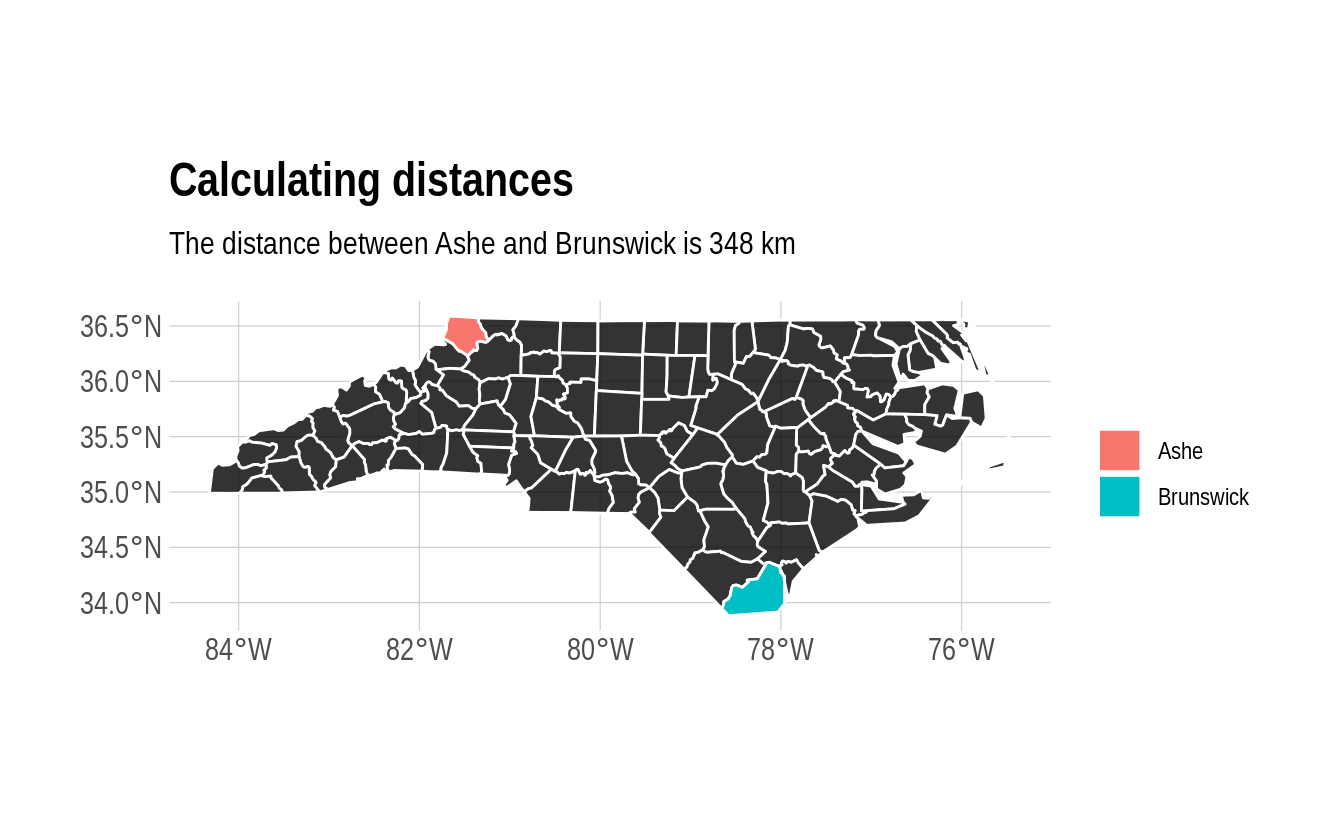 Calculating distances
The distance between Ashe and Brunswick is 348 km
36.5°N
36.0°N
35.5°N
35.0°N
34.5°N
34.0°N
84°W 82°W 80°W 78°W 76°W
Ashe
Brunswick